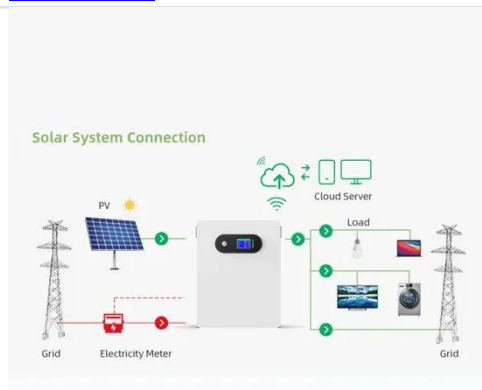 Solar System Connection
Cloud Server
PV
Load
Grid
Electricity Meter
Grid